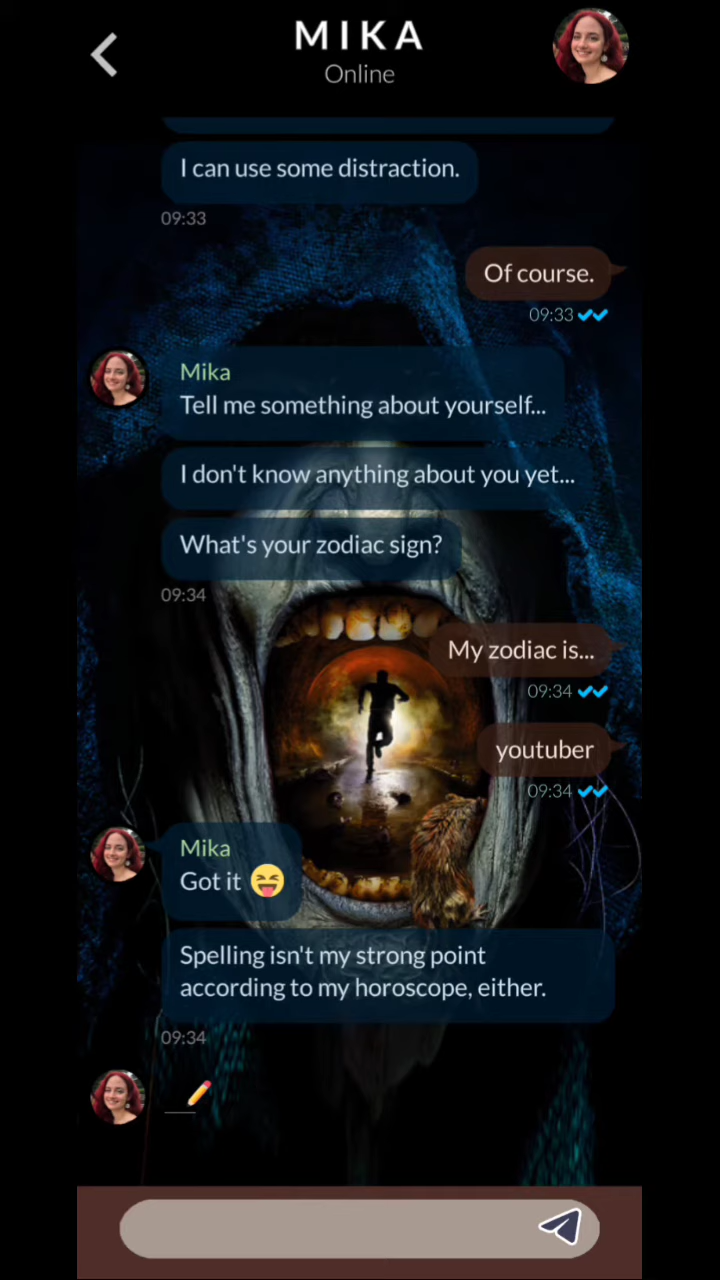 MIKA
Online
I can use some distraction.
09:33
Of course.
09:33
Mika
Tell me something about yourself...
I don't know anything about you yet...
What's your zodiac sign?
09:34
My zodiac is...
09:34
youtuber
09:34
Mika
Got it 😝
Spelling isn't my strong point
according to my horoscope, either.
09:34